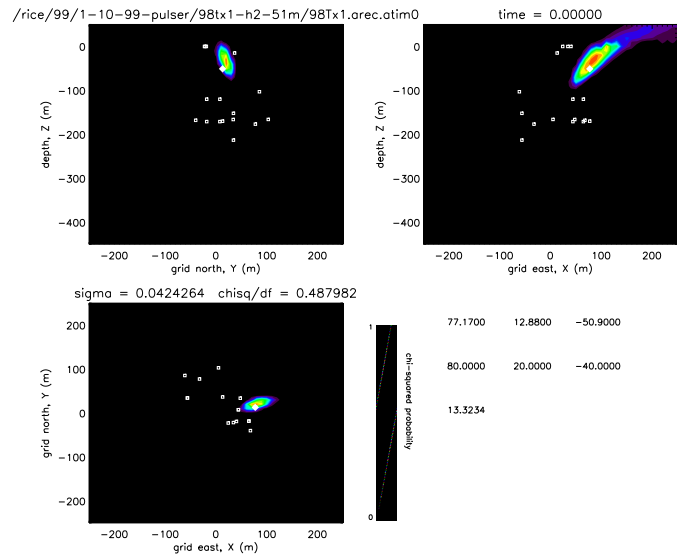 /rice/99/1-10-99-pulser/98tx1-h2-51m/98Tx1.arec.atim0
time = 0.00000
0
-100
-200
-300
-400
depth, Z (m)
-200 -100 0 100 200
grid north, Y (m)
0
-100
-200
-300
-400
depth, Z (m)
-200 -100 0 100 200
grid east, X (m)
sigma = 0.0424264 chisq/df = 0.487982
200
100
0
-100
-200
grid north, Y (m)
-200 -100 0 100 200
grid east, X (m)
1
0
chi-squared probability
77.1700 12.8800 -50.9000
80.0000 20.0000 -40.0000
13.3234